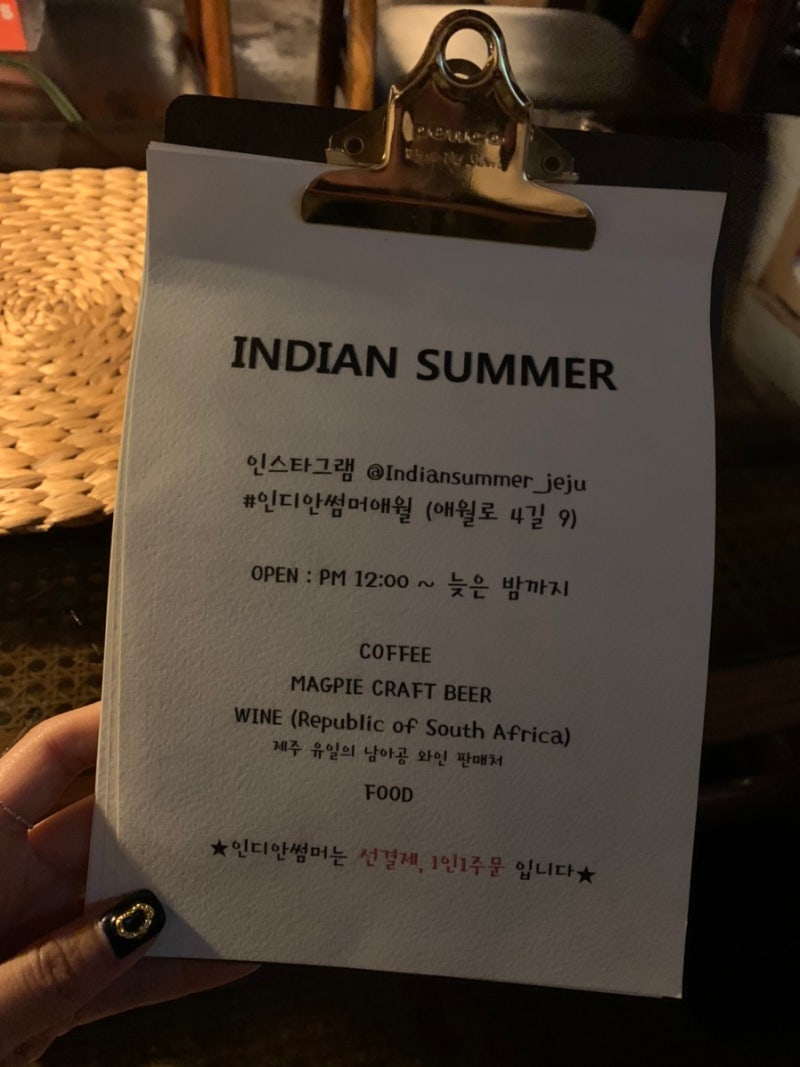 INDIAN SUMMER
인스타그램 @Indiansummer_jeju
#인디안썸머애월 (애월로 4길 9)
OPEN : PM 12:00 ~ 늦은 밤까지
COFFEE
MAGPIE CRAFT BEER
WINE (Republic of South Africa)
제주 유일의 남아공 와인 판매처
FOOD
★인디안썸머는 선결제, 1인1주문 입니다★